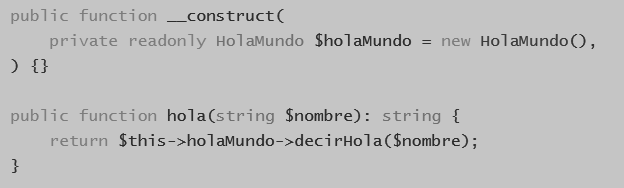 public function __construct(
    private readonly HolaMundo $holaMundo = new HolaMundo(),
) {}

public function hola(string $nombre): string {
    return $this->holaMundo->decirHola($nombre);
}